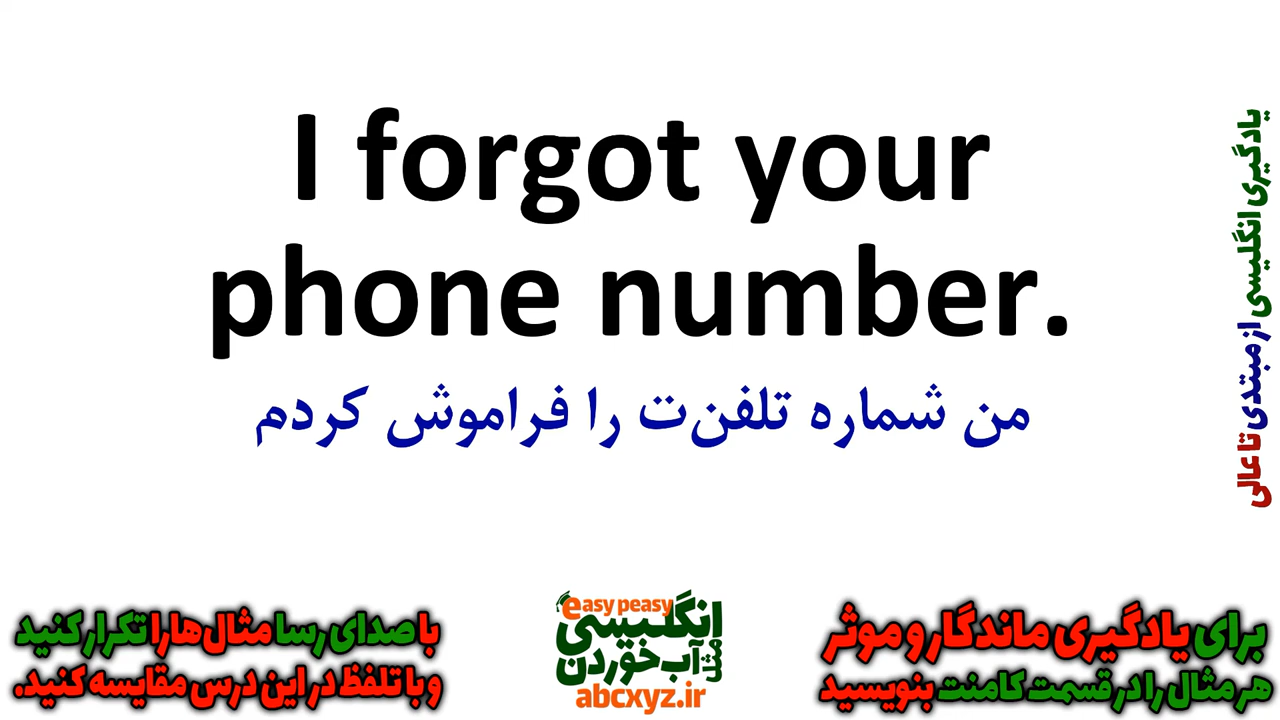 I forgot your
phone number.
من شماره تلفن‌ت را فراموش کردم
یادگیری انگلیسی از مبتدی تا عالی
با صدای رسا مثال‌ها را تکرار کنید
و با تلفظ در این درس مقایسه کنید.
easy peasy
انگلیسی
مثل
آب خوردن
abcxyz.ir
برای یادگیری ماندگار و موثر
هر مثال را در قسمت کامنت بنویسید